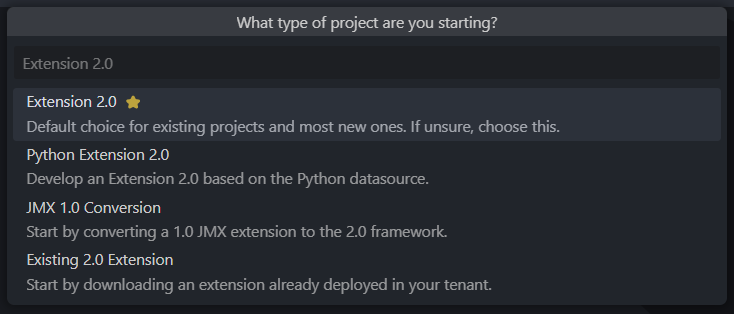 What type of project are you starting?
Extension 2.0
Extension 2.0
Default choice for existing projects and most new ones. If unsure, choose this.
Python Extension 2.0
Develop an Extension 2.0 based on the Python datasource.
JMX 1.0 Conversion
Start by converting a 1.0 JMX extension to the 2.0 framework.
Existing 2.0 Extension
Start by downloading an extension already deployed in your tenant.